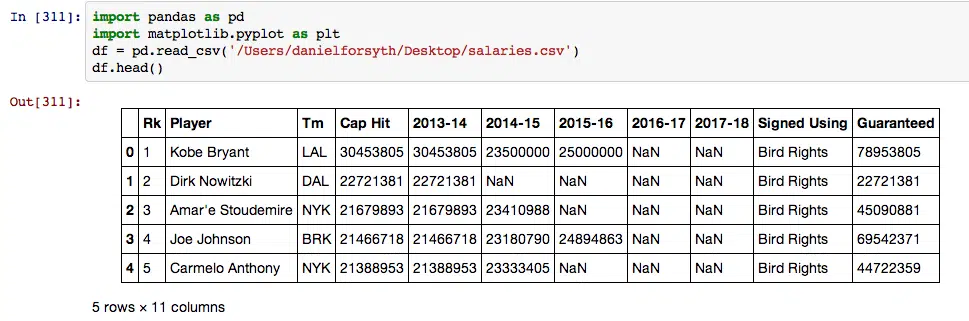 In [311]: import pandas as pd
import matplotlib.pyplot as plt
df = pd.read_csv('/Users/danielforsyth/Desktop/salaries.csv')
df.head()
Out[311]:
Rk Player Tm Cap Hit 2013-14 2014-15 2015-16 2016-17 2017-18 Signed Using Guaranteed
0 1 Kobe Bryant LAL 30453805 30453805 23500000 25000000 NaN NaN Bird Rights 78953805
1 2 Dirk Nowitzki DAL 22721381 22721381 NaN NaN NaN NaN Bird Rights 22721381
2 3 Amar'e Stoudemire NYK 21679893 21679893 23410988 NaN NaN NaN Bird Rights 45090881
3 4 Joe Johnson BRK 21466718 21466718 23180790 24894863 NaN NaN Bird Rights 69542371
4 5 Carmelo Anthony NYK 21388953 21388953 23333405 NaN NaN NaN Bird Rights 44722359
5 rows × 11 columns